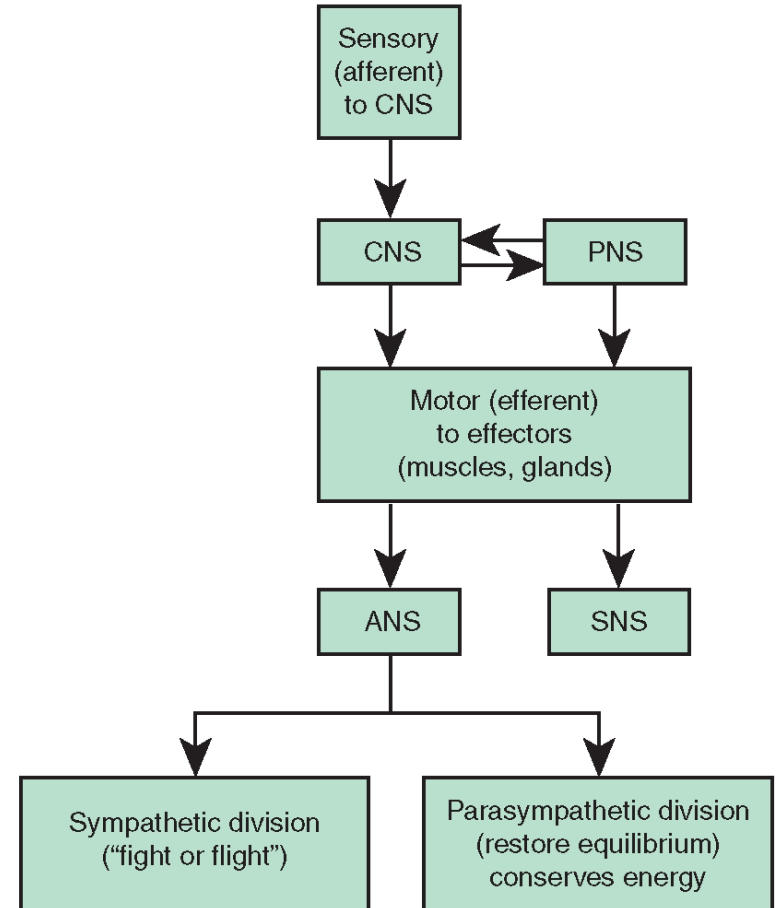 Sensory
(afferent)
to CNS
CNS
PNS
Motor (efferent)
to effectors
(muscles, glands)
ANS
SNS
Sympathetic division
(“fight or flight”)
Parasympathetic division
(restore equilibrium)
conserves energy